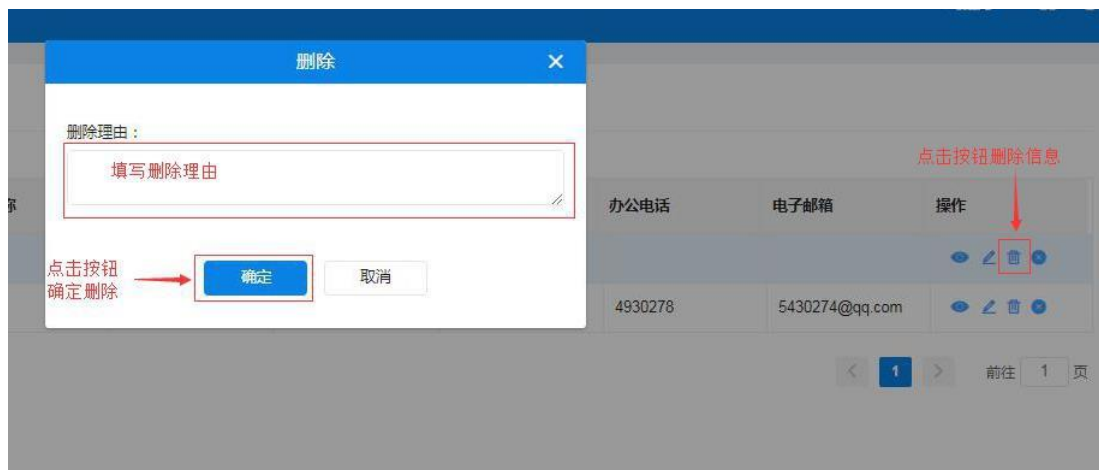 删除
删除理由：
填写删除理由
点击按钮删除信息
称 办公电话 电子邮箱 操作
点击按钮
确定删除
确定 取消
4930278 5430274@qq.com
1 前往 1 页